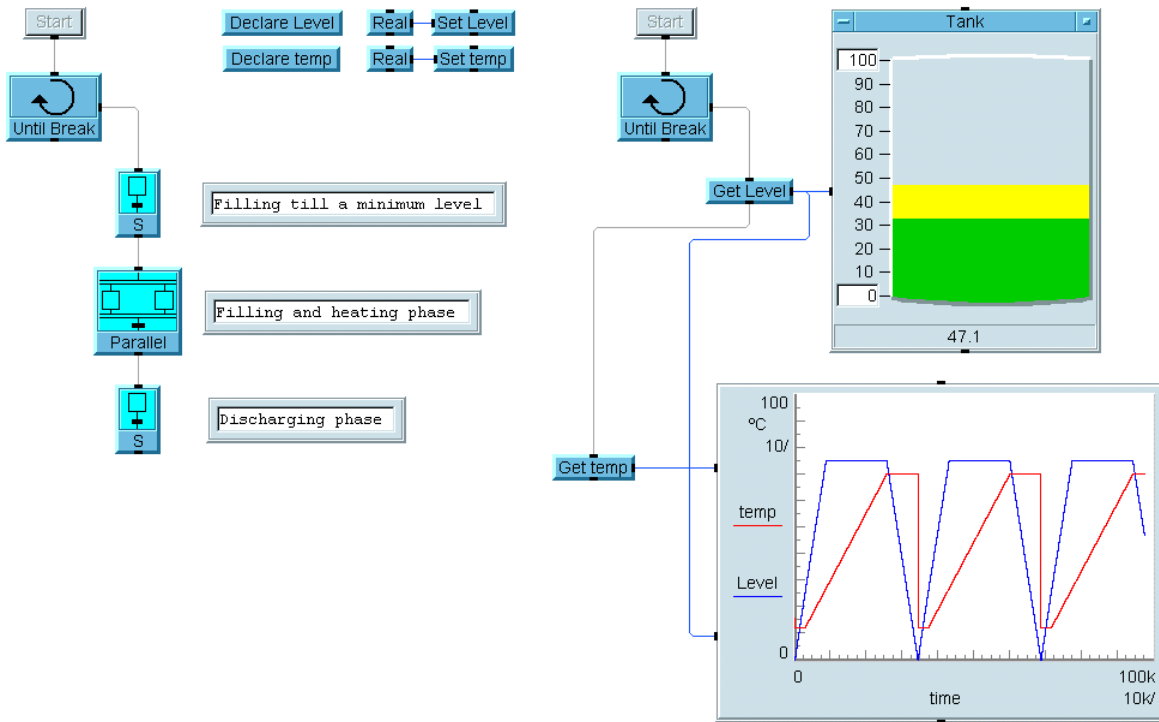 Start
Declare Level
Real
Set Level
Declare temp
Real
Set temp
Until Break
S
Filling till a minimum level
Parallel
Filling and heating phase
S
Discharging phase
Start
Until Break
Get Level
Get temp
Tank
100
90
80
70
60
50
40
30
20
10
0
47.1
100
ºC
10/
temp
Level
0
0
100k
time
10k/